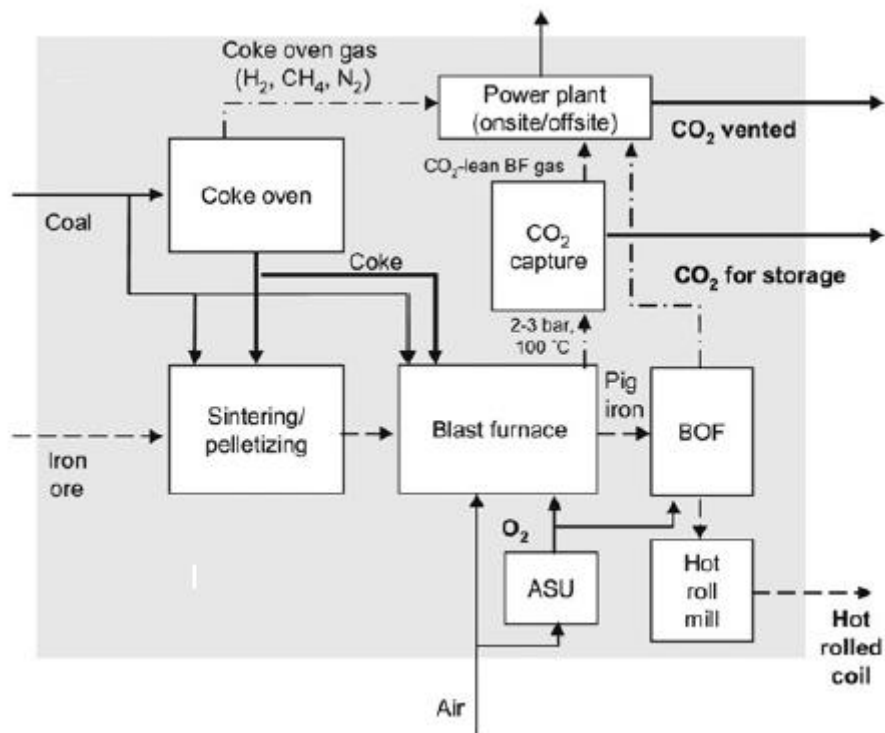 Coke oven gas
(H₂, CH₄, N₂)
Power plant
(onsite/offsite)
CO₂ vented
CO₂-lean BF gas
Coke oven
Coal
CO₂
capture
Coke
CO₂ for storage
2-3 bar,
100 ˚C
Sintering/
pelletizing
Blast furnace
Pig
iron
BOF
Iron
ore
O₂
ASU
Hot
roll
mill
Hot
rolled
coil
Air